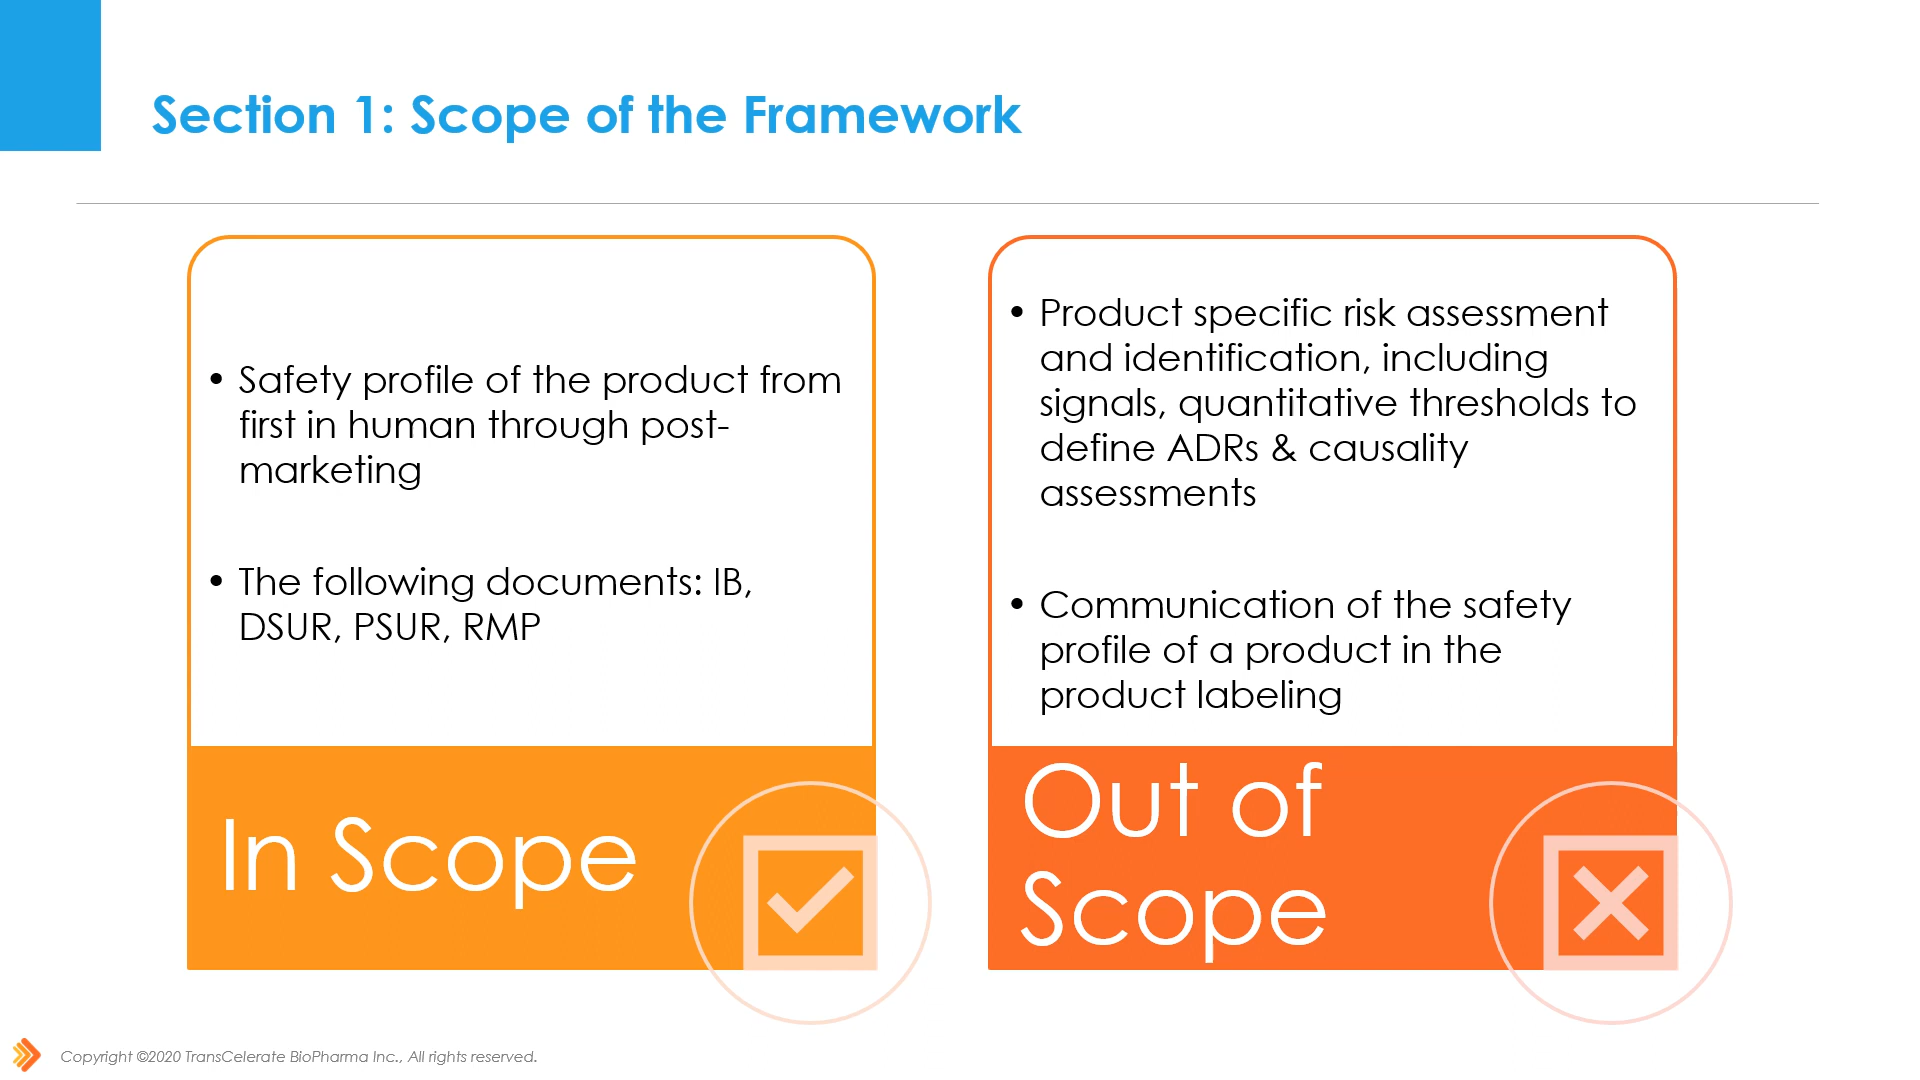 Section 1: Scope of the Framework
• Safety profile of the product from
first in human through post-
marketing
• The following documents: IB,
DSUR, PSUR, RMP
In Scope
• Product specific risk assessment
and identification, including
signals, quantitative thresholds to
define ADRs & causality
assessments
• Communication of the safety
profile of a product in the
product labeling
Out of
Scope
Copyright ©2020 TransCelerate BioPharma Inc., All rights reserved.